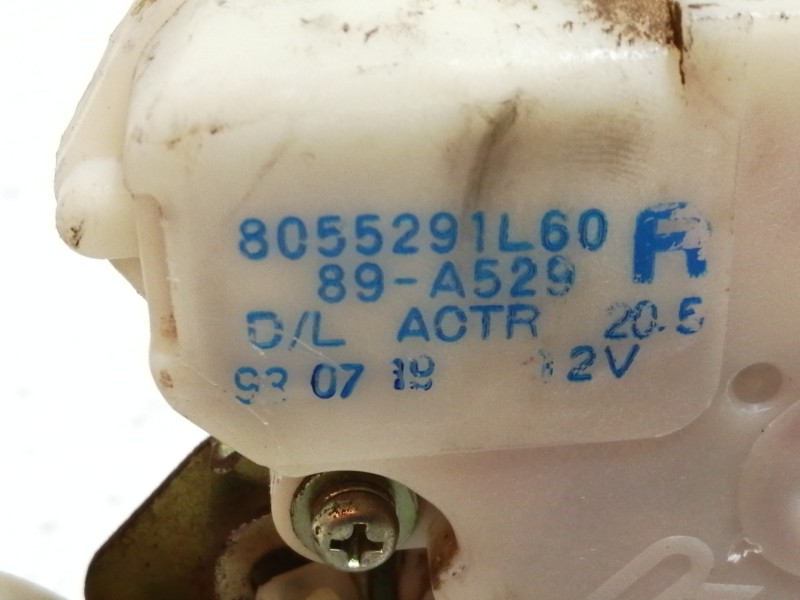 8055291L60 R
89-A529
D/L ACTR 20.5
93 07 19 12V